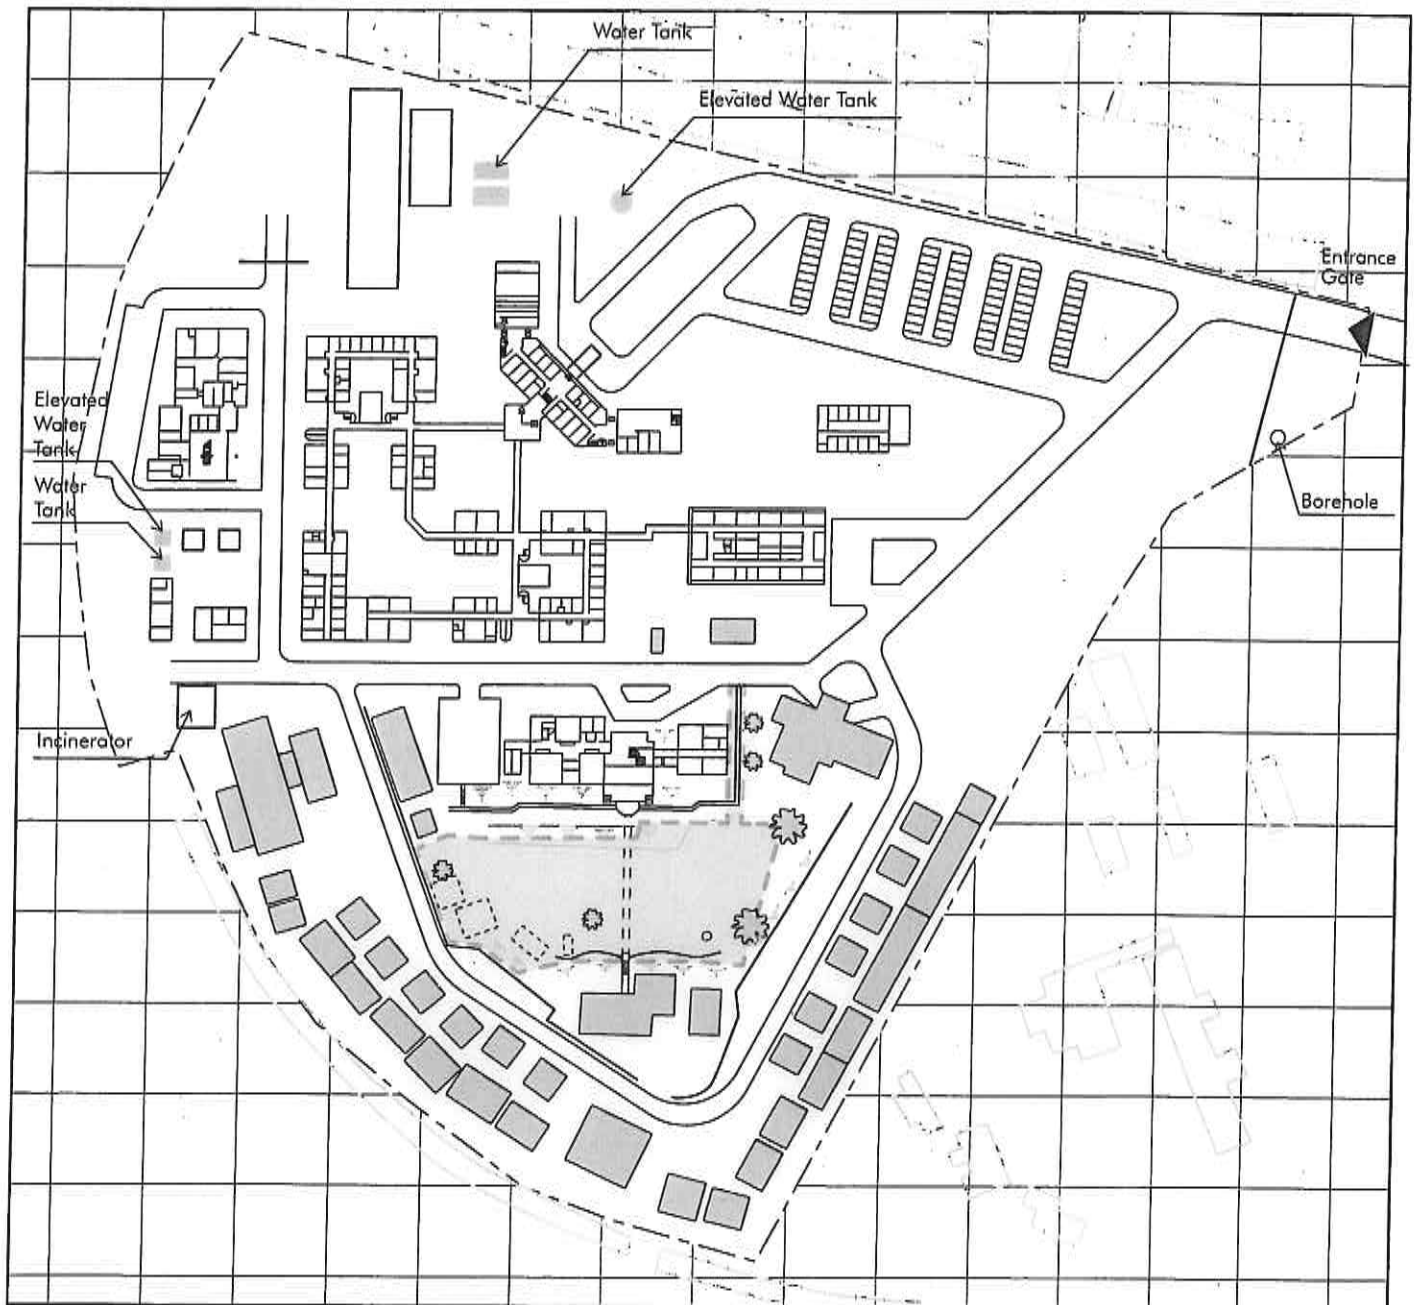 Water Tank
Elevated Water Tank
Entrance
Gate
Elevated
Water
Tank
Water
Tank
Borehole
Incinerator